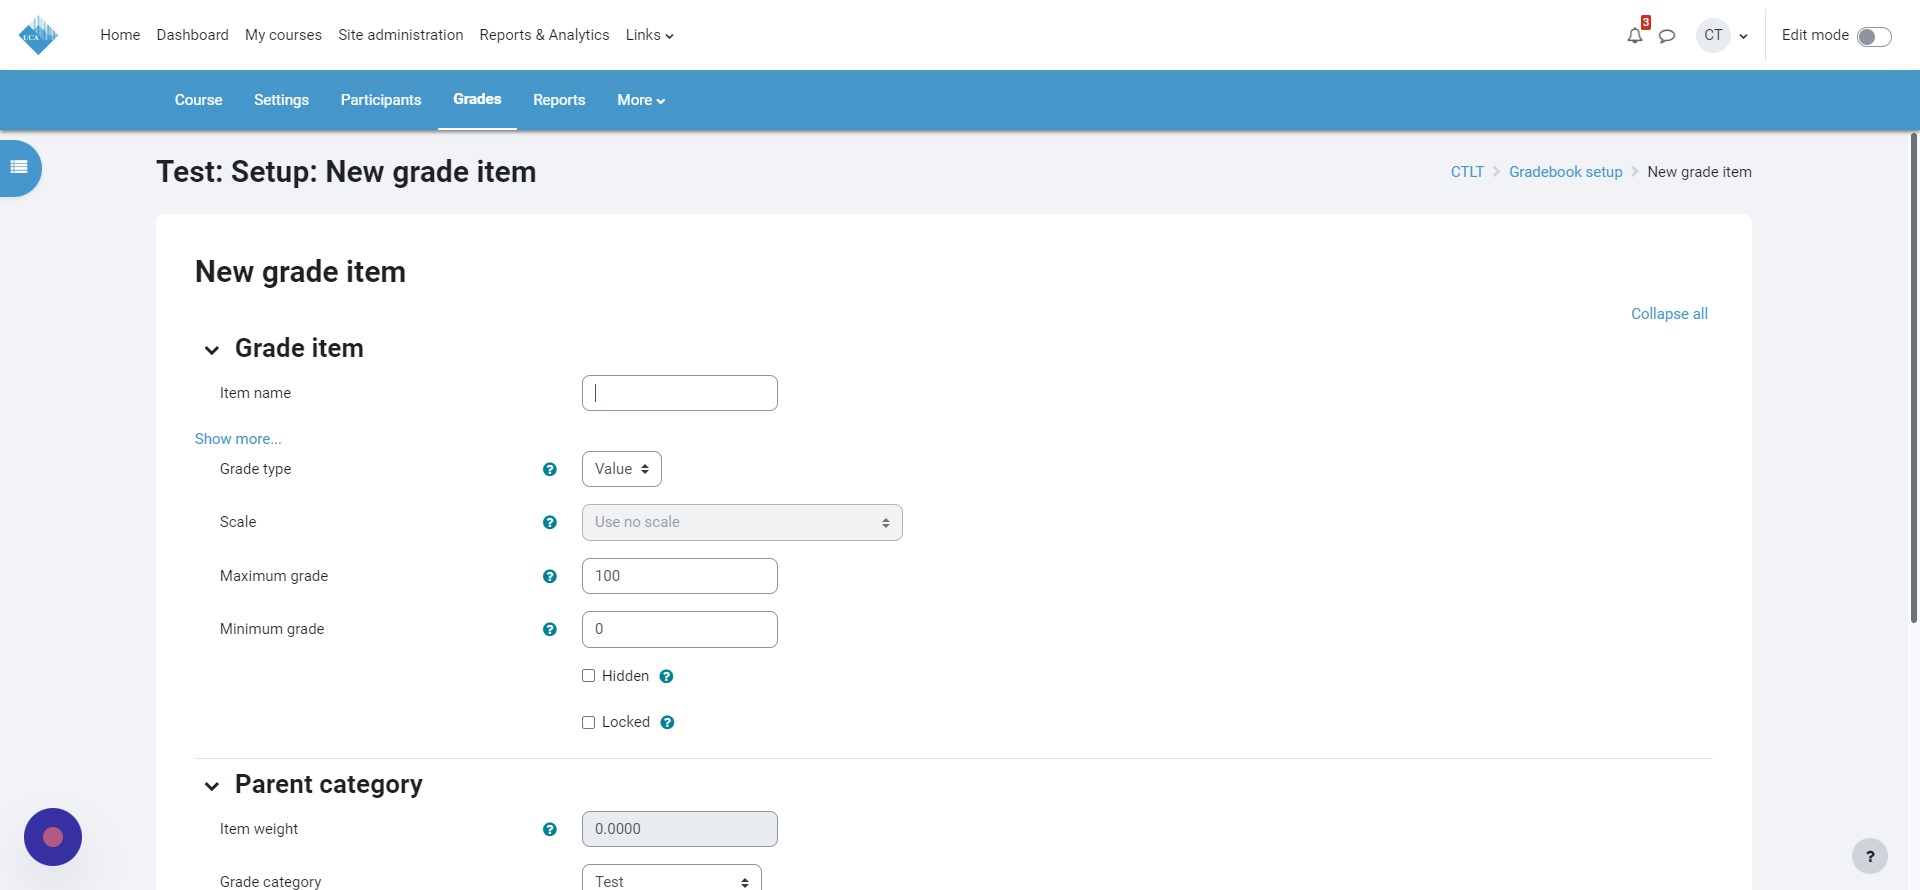 UCA
Home Dashboard My courses Site administration Reports & Analytics Links
3
CT
Edit mode
Course Settings Participants Grades Reports More
Test: Setup: New grade item
CTLT Gradebook setup New grade item
New grade item
Collapse all
Grade item
Item name
Show more...
Grade type ? Value
Scale ? Use no scale
Maximum grade ? 100
Minimum grade ? 0
Hidden ?
Locked ?
Parent category
Item weight ? 0.0000
Grade category Test
?